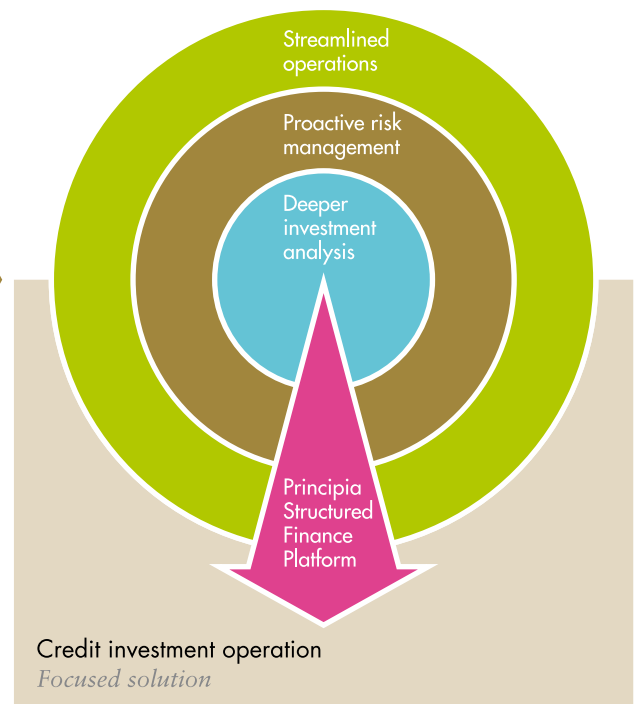 Streamlined
operations
Proactive risk
management
Deeper
investment
analysis
Principia
Structured
Finance
Platform
Credit investment operation
Focused solution